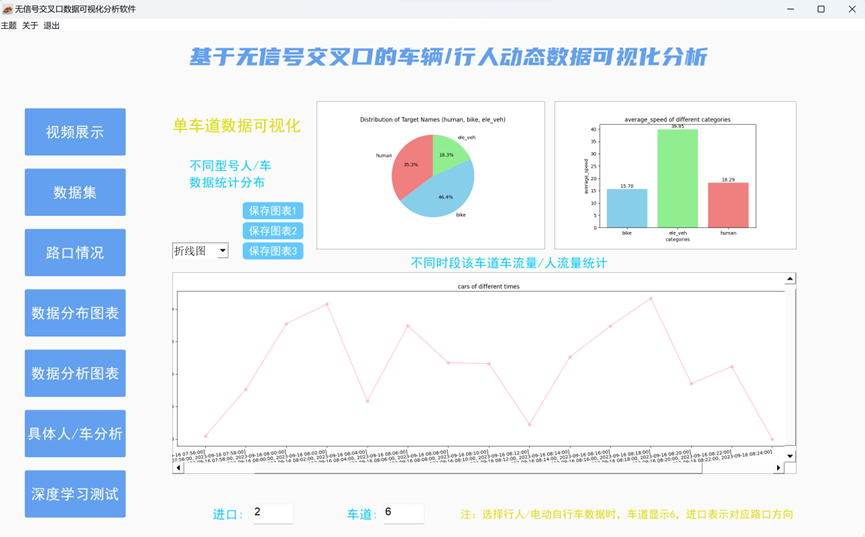 无信号交叉口数据可视化分析软件
主题 关于 退出
基于无信号交叉口的车辆/行人动态数据可视化分析
视频展示
数据集
路口情况
数据分布图表
数据分析图表
具体人/车分析
深度学习测试
单车道数据可视化
不同型号人/车
数据统计分布
保存图表1
保存图表2
保存图表3
折线图
Distribution of Target Names (human, bike, ele_veh)
ele_veh
human
18.3%
35.3%
46.4%
bike
average_speed of different categories
average_speed
40
35
30
25
20
15
10
5
0
39.95
15.70
18.29
bike
ele_veh
human
categories
不同时段该车道车流量/人流量统计
cars of different times
进口：
2
车道：
6
注：选择行人/电动自行车数据时，车道显示6，进口表示对应路口方向